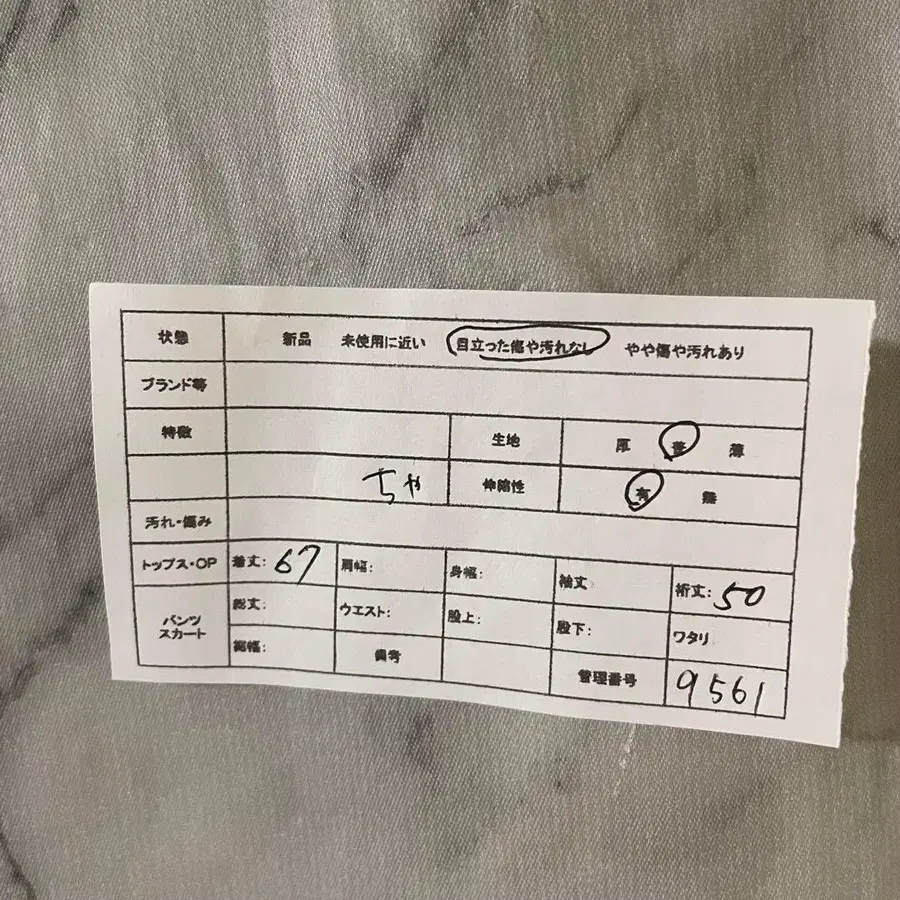 状態 新品 未使用に近い 目立った傷や汚れなし やや傷や汚れあり
ブランド等
特徴 生地 厚 普 薄
ちゃ 伸縮性 有 無
汚れ・傷み
トップス・OP 着丈: 67 肩幅: 身幅: 袖丈 裄丈: 50
パンツ スカート 総丈: ウエスト: 股上: 股下: ワタリ
裾幅: 備考 管理番号 9561